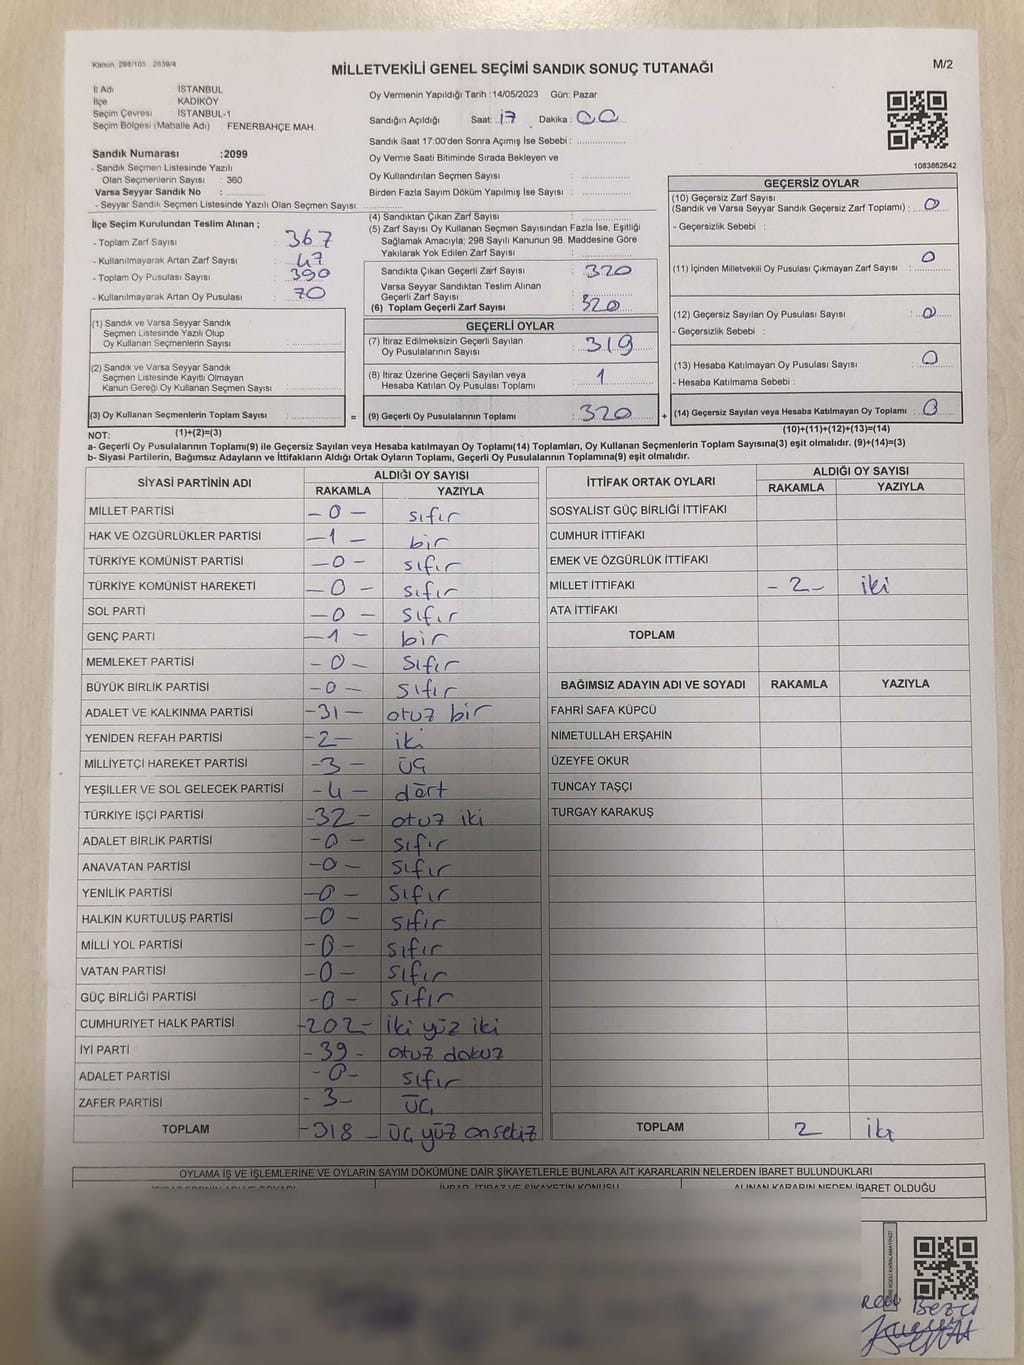 Kanun: 298/105 : 2839/4
MİLLETVEKİLİ GENEL SEÇİMİ SANDIK SONUÇ TUTANAĞI
M/2
İl Adı İSTANBUL
İlçe KADIKÖY
Seçim Çevresi İSTANBUL-1
Seçim Bölgesi (Mahalle Adı) : FENERBAHÇE MAH.
Sandık Numarası :2099
- Sandık Seçmen Listesinde Yazılı
Olan Seçmenlerin Sayısı : 360
Varsa Seyyar Sandık No :
- Seyyar Sandık Seçmen Listesinde Yazılı Olan Seçmen Sayısı:
Oy Vermenin Yapıldığı Tarih :14/05/2023 Gün: Pazar
Sandığın Açıldığı Saat: 17 Dakika : 00
Sandık Saat 17:00'den Sonra Açımış İse Sebebi :
Oy Verme Saati Bitiminde Sırada Bekleyen ve
Oy Kullandırılan Seçmen Sayısı :
Birden Fazla Sayım Döküm Yapılmış İse Sayısı :
1083862642
İlçe Seçim Kurulundan Teslim Alınan ;
- Toplam Zarf Sayısı : 367
- Kullanılmayarak Artan Zarf Sayısı : 47
- Toplam Oy Pusulası Sayısı : 390
- Kullanılmayarak Artan Oy Pusulası : 70
(4) Sandıktan Çıkan Zarf Sayısı :
(5) Zarf Sayısı Oy Kullanan Seçmen Sayısından Fazla İse, Eşitliği
Sağlamak Amacıyla; 298 Sayılı Kanunun 98. Maddesine Göre
Yakılarak Yok Edilen Zarf Sayısı :
Sandıkta Çıkan Geçerli Zarf Sayısı : 320
Varsa Seyyar Sandıktan Teslim Alınan
Geçerli Zarf Sayısı :
(6) Toplam Geçerli Zarf Sayısı : 320
GEÇERSİZ OYLAR
(10) Geçersiz Zarf Sayısı
(Sandık ve Varsa Seyyar Sandık Geçersiz Zarf Toplamı) : 0
- Geçersizlik Sebebi :
(11) İçinden Milletvekili Oy Pusulası Çıkmayan Zarf Sayısı : 0
(12) Geçersiz Sayılan Oy Pusulası Sayısı : 0
- Geçersizlik Sebebi :
(13) Hesaba Katılmayan Oy Pusulası Sayısı : 0
- Hesaba Katılmama Sebebi :
(1) Sandık ve Varsa Seyyar Sandık
Seçmen Listesinde Yazılı Olup
Oy Kullanan Seçmenlerin Sayısı :
(2) Sandık ve Varsa Seyyar Sandık
Seçmen Listesinde Kayıtlı Olmayan
Kanun Gereği Oy Kullanan Seçmen Sayısı :
GEÇERLİ OYLAR
(7) İtiraz Edilmeksizin Geçerli Sayılan
Oy Pusulalarının Sayısı : 319
(8) İtiraz Üzerine Geçerli Sayılan veya
Hesaba Katılan Oy Pusulası Toplamı : 1
(3) Oy Kullanan Seçmenlerin Toplam Sayısı : = (9) Geçerli Oy Pusulalarının Toplamı : 320 + (14) Geçersiz Sayılan veya Hesaba Katılmayan Oy Toplamı : 0
NOT: (1)+(2)=(3) (10)+(11)+(12)+(13)=(14)
a- Geçerli Oy Pusulalarının Toplamı(9) ile Geçersiz Sayılan veya Hesaba katılmayan Oy Toplamı(14) Toplamları, Oy Kullanan Seçmenlerin Toplam Sayısına(3) eşit olmalıdır. (9)+(14)=(3)
b- Siyasi Partilerin, Bağımsız Adayların ve İttifakların Aldığı Ortak Oyların Toplamı, Geçerli Oy Pusulalarının Toplamına(9) eşit olmalıdır.
SİYASİ PARTİNİN ADI ALDIĞI OY SAYISI
RAKAMLA YAZIYLA
MİLLET PARTİSİ - 0 - sıfır
HAK VE ÖZGÜRLÜKLER PARTİSİ - 1 - bir
TÜRKİYE KOMÜNİST PARTİSİ - 0 - sıfır
TÜRKİYE KOMÜNİST HAREKETİ - 0 - sıfır
SOL PARTİ - 0 - sıfır
GENÇ PARTİ - 1 - bir
MEMLEKET PARTİSİ - 0 - sıfır
BÜYÜK BİRLİK PARTİSİ - 0 - sıfır
ADALET VE KALKINMA PARTİSİ - 31 - otuz bir
YENİDEN REFAH PARTİSİ - 2 - iki
MİLLİYETÇİ HAREKET PARTİSİ - 3 - üç
YEŞİLLER VE SOL GELECEK PARTİSİ - 4 - dört
TÜRKİYE İŞÇİ PARTİSİ - 32 - otuz iki
ADALET BİRLİK PARTİSİ - 0 - sıfır
ANAVATAN PARTİSİ - 0 - sıfır
YENİLİK PARTİSİ - 0 - sıfır
HALKIN KURTULUŞ PARTİSİ - 0 - sıfır
MİLLİ YOL PARTİSİ - 0 - sıfır
VATAN PARTİSİ - 0 - sıfır
GÜÇ BİRLİĞİ PARTİSİ - 0 - sıfır
CUMHURİYET HALK PARTİSİ - 202 - iki yüz iki
İYİ PARTİ - 39 - otuz dokuz
ADALET PARTİSİ - 0 - sıfır
ZAFER PARTİSİ - 3 - üç
TOPLAM - 318 - üç yüz onsekiz
İTTİFAK ORTAK OYLARI ALDIĞI OY SAYISI
RAKAMLA YAZIYLA
SOSYALİST GÜÇ BİRLİĞİ İTTİFAKI
CUMHUR İTTİFAKI
EMEK VE ÖZGÜRLÜK İTTİFAKI
MİLLET İTTİFAKI - 2 - iki
ATA İTTİFAKI
TOPLAM
BAĞIMSIZ ADAYIN ADI VE SOYADI RAKAMLA YAZIYLA
FAHRİ SAFA KÜPCÜ
NİMETULLAH ERŞAHİN
ÜZEYFE OKUR
TUNCAY TAŞÇI
TURGAY KARAKUŞ
TOPLAM 2 iki
OYLAMA İŞ VE İŞLEMLERİNE VE OYLARIN SAYIM DÖKÜMÜNE DAİR ŞİKAYETLERLE BUNLARA AİT KARARLARIN NELERDEN İBARET BULUNDUKLARI
İHBAR, İTİRAZ VE ŞİKAYETİN KONUSU ALINAN KARARIN NEDEN İBARET OLDUĞU